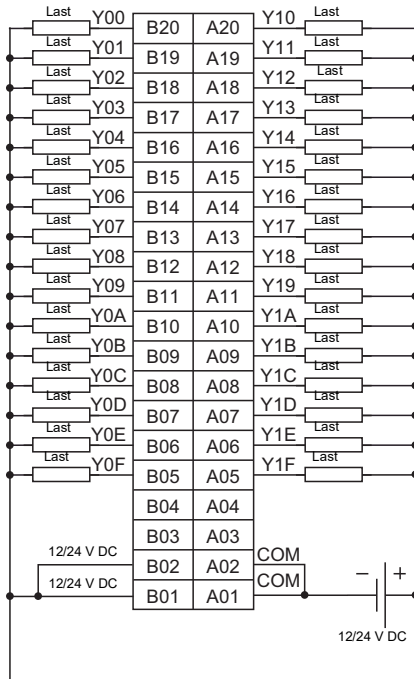 Last Y00 B20 A20 Y10 Last
Last Y01 B19 A19 Y11 Last
Last Y02 B18 A18 Y12 Last
Last Y03 B17 A17 Y13 Last
Last Y04 B16 A16 Y14 Last
Last Y05 B15 A15 Y15 Last
Last Y06 B14 A14 Y16 Last
Last Y07 B13 A13 Y17 Last
Last Y08 B12 A12 Y18 Last
Last Y09 B11 A11 Y19 Last
Last Y0A B10 A10 Y1A Last
Last Y0B B09 A09 Y1B Last
Last Y0C B08 A08 Y1C Last
Last Y0D B07 A07 Y1D Last
Last Y0E B06 A06 Y1E Last
Last Y0F B05 A05 Y1F Last
B04 A04
B03 A03
12/24 V DC B02 A02 COM
12/24 V DC B01 A01 COM − +
12/24 V DC